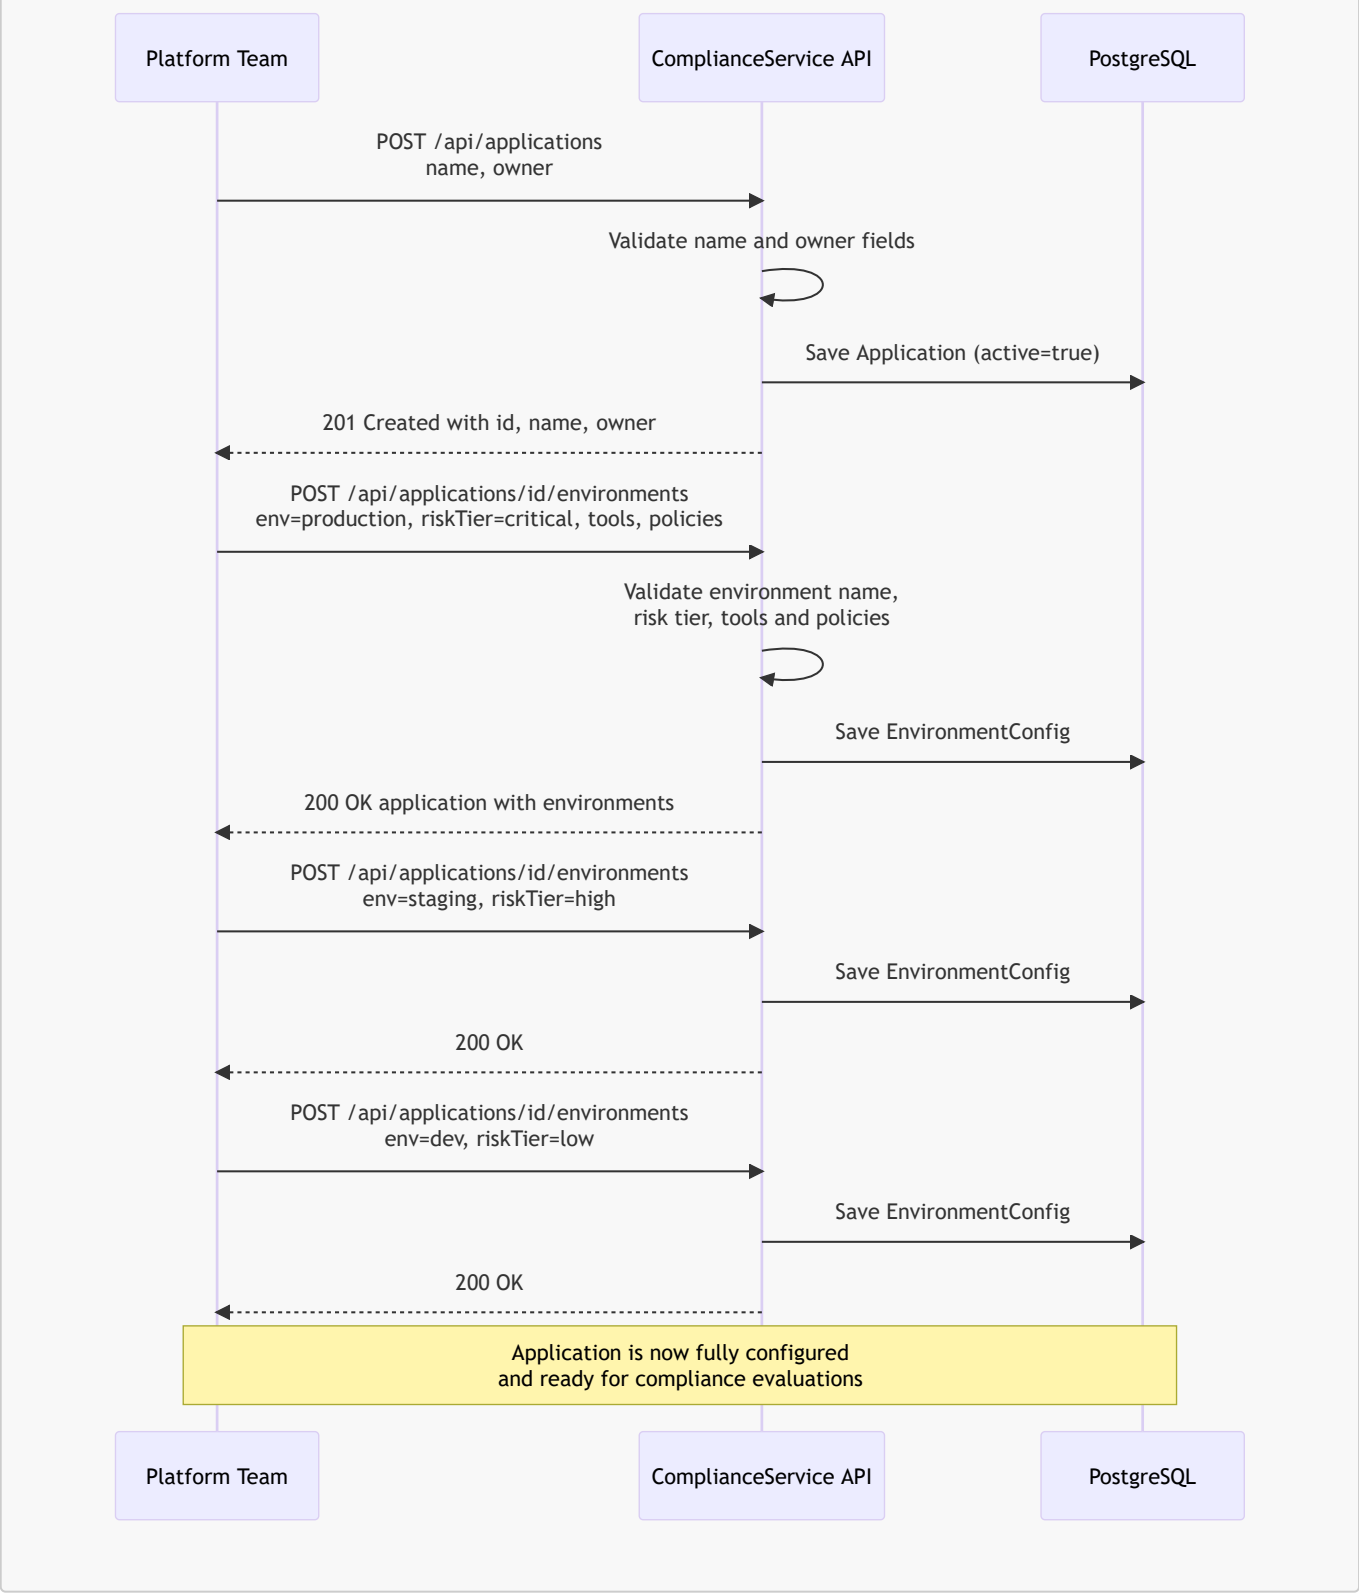 Platform Team
ComplianceService API
PostgreSQL
POST /api/applications
name, owner
Validate name and owner fields
Save Application (active=true)
201 Created with id, name, owner
POST /api/applications/id/environments
env=production, riskTier=critical, tools, policies
Validate environment name,
risk tier, tools and policies
Save EnvironmentConfig
200 OK application with environments
POST /api/applications/id/environments
env=staging, riskTier=high
Save EnvironmentConfig
200 OK
POST /api/applications/id/environments
env=dev, riskTier=low
Save EnvironmentConfig
200 OK
Application is now fully configured
and ready for compliance evaluations
Platform Team
ComplianceService API
PostgreSQL